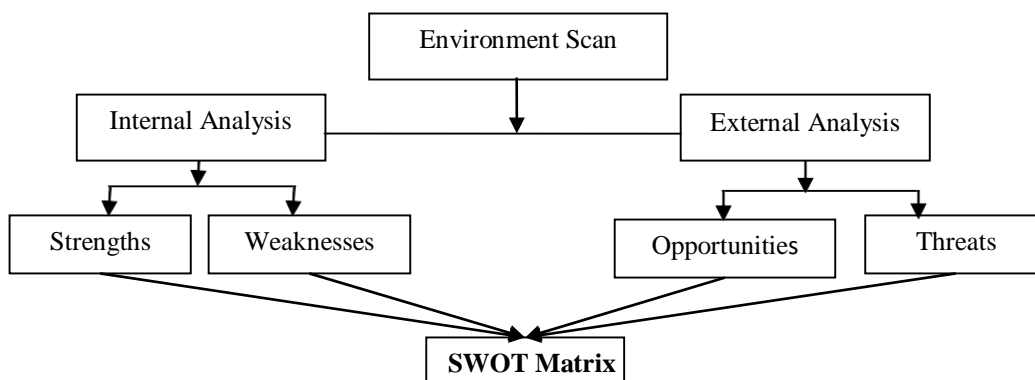 Environment Scan
Internal Analysis
External Analysis
Strengths
Weaknesses
Opportunities
Threats
SWOT Matrix